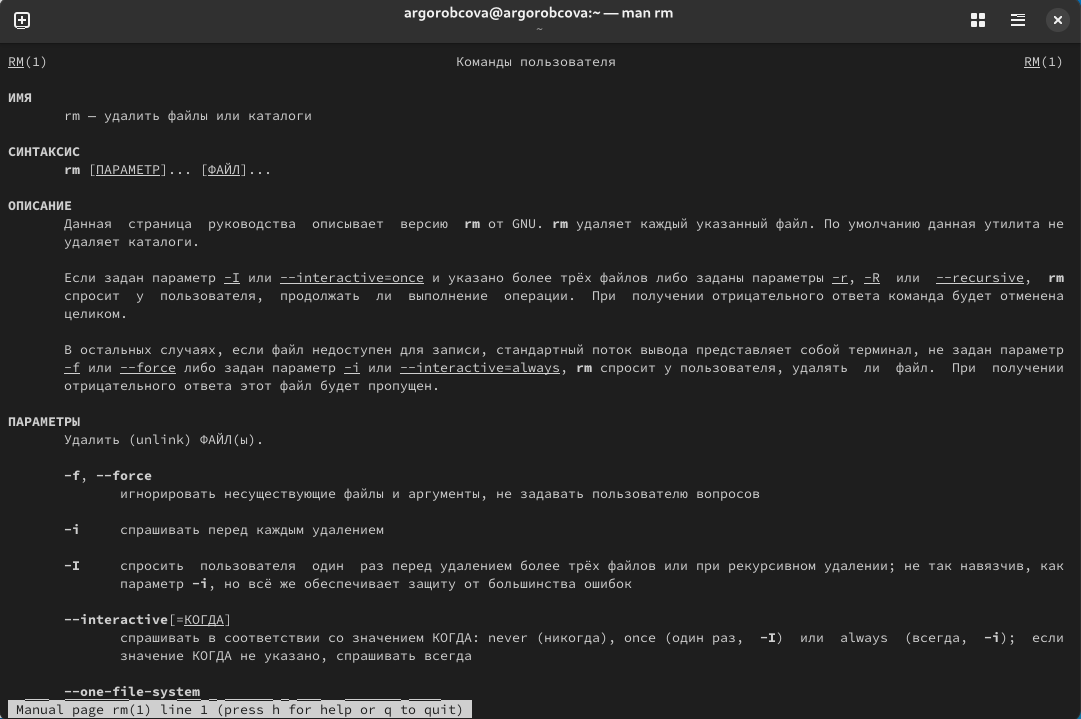 argorobcova@argorobcova:~ — man rm
~
RM(1) Команды пользователя RM(1)
ИМЯ
rm — удалить файлы или каталоги
СИНТАКСИС
rm [ПАРАМЕТР]... [ФАЙЛ]...
ОПИСАНИЕ
Данная страница руководства описывает версию rm от GNU. rm удаляет каждый указанный файл. По умолчанию данная утилита не
удаляет каталоги.
Если задан параметр -I или --interactive=once и указано более трёх файлов либо заданы параметры -r, -R или --recursive, rm
спросит у пользователя, продолжать ли выполнение операции. При получении отрицательного ответа команда будет отменена
целиком.
В остальных случаях, если файл недоступен для записи, стандартный поток вывода представляет собой терминал, не задан параметр
-f или --force либо задан параметр -i или --interactive=always, rm спросит у пользователя, удалять ли файл. При получении
отрицательного ответа этот файл будет пропущен.
ПАРАМЕТРЫ
Удалить (unlink) ФАЙЛ(ы).
-f, --force
игнорировать несуществующие файлы и аргументы, не задавать пользователю вопросов
-i спрашивать перед каждым удалением
-I спросить пользователя один раз перед удалением более трёх файлов или при рекурсивном удалении; не так навязчив, как
параметр -i, но всё же обеспечивает защиту от большинства ошибок
--interactive[=КОГДА]
спрашивать в соответствии со значением КОГДА: never (никогда), once (один раз, -I) или always (всегда, -i); если
значение КОГДА не указано, спрашивать всегда
--one-file-system
Manual page rm(1) line 1 (press h for help or q to quit)